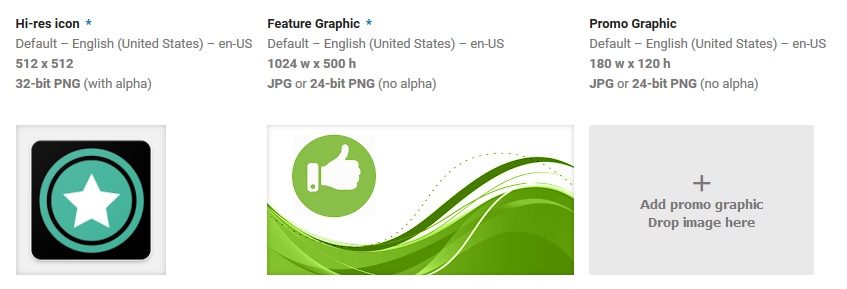 Hi-res icon *
Default – English (United States) – en-US
512 x 512
32-bit PNG (with alpha)
Feature Graphic *
Default – English (United States) – en-US
1024 w x 500 h
JPG or 24-bit PNG (no alpha)
Promo Graphic
Default – English (United States) – en-US
180 w x 120 h
JPG or 24-bit PNG (no alpha)
+
Add promo graphic
Drop image here